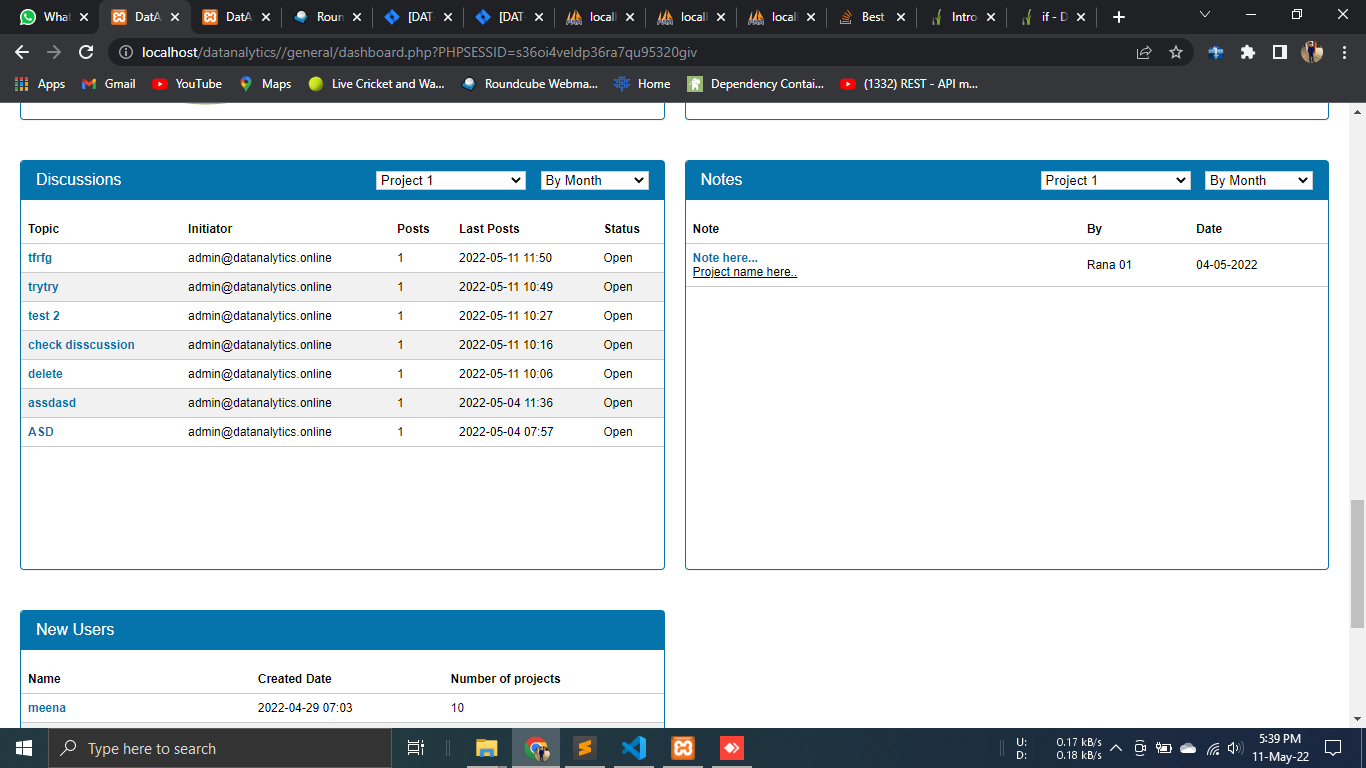 What
DatA
DatA
Roun
[DAT-
[DAT-
locall
locall
locall
Best
Intro
if - D
localhost/datanalytics//general/dashboard.php?PHPSESSID=s36oi4veldp36ra7qu95320giv
Apps
Gmail
YouTube
Maps
Live Cricket and Wa...
Roundcube Webma...
Home
Dependency Contai...
(1332) REST - API m...
Discussions
Project 1
By Month
Topic Initiator Posts Last Posts Status
tfrfg admin@datanalytics.online 1 2022-05-11 11:50 Open
trytry admin@datanalytics.online 1 2022-05-11 10:49 Open
test 2 admin@datanalytics.online 1 2022-05-11 10:27 Open
check disscussion admin@datanalytics.online 1 2022-05-11 10:16 Open
delete admin@datanalytics.online 1 2022-05-11 10:06 Open
assdasd admin@datanalytics.online 1 2022-05-04 11:36 Open
ASD admin@datanalytics.online 1 2022-05-04 07:57 Open
Notes
Project 1
By Month
Note By Date
Note here...
Project name here..
Rana 01 04-05-2022
New Users
Name Created Date Number of projects
meena 2022-04-29 07:03 10
Type here to search
U: 0.17 kB/s
D: 0.18 kB/s
5:39 PM
11-May-22